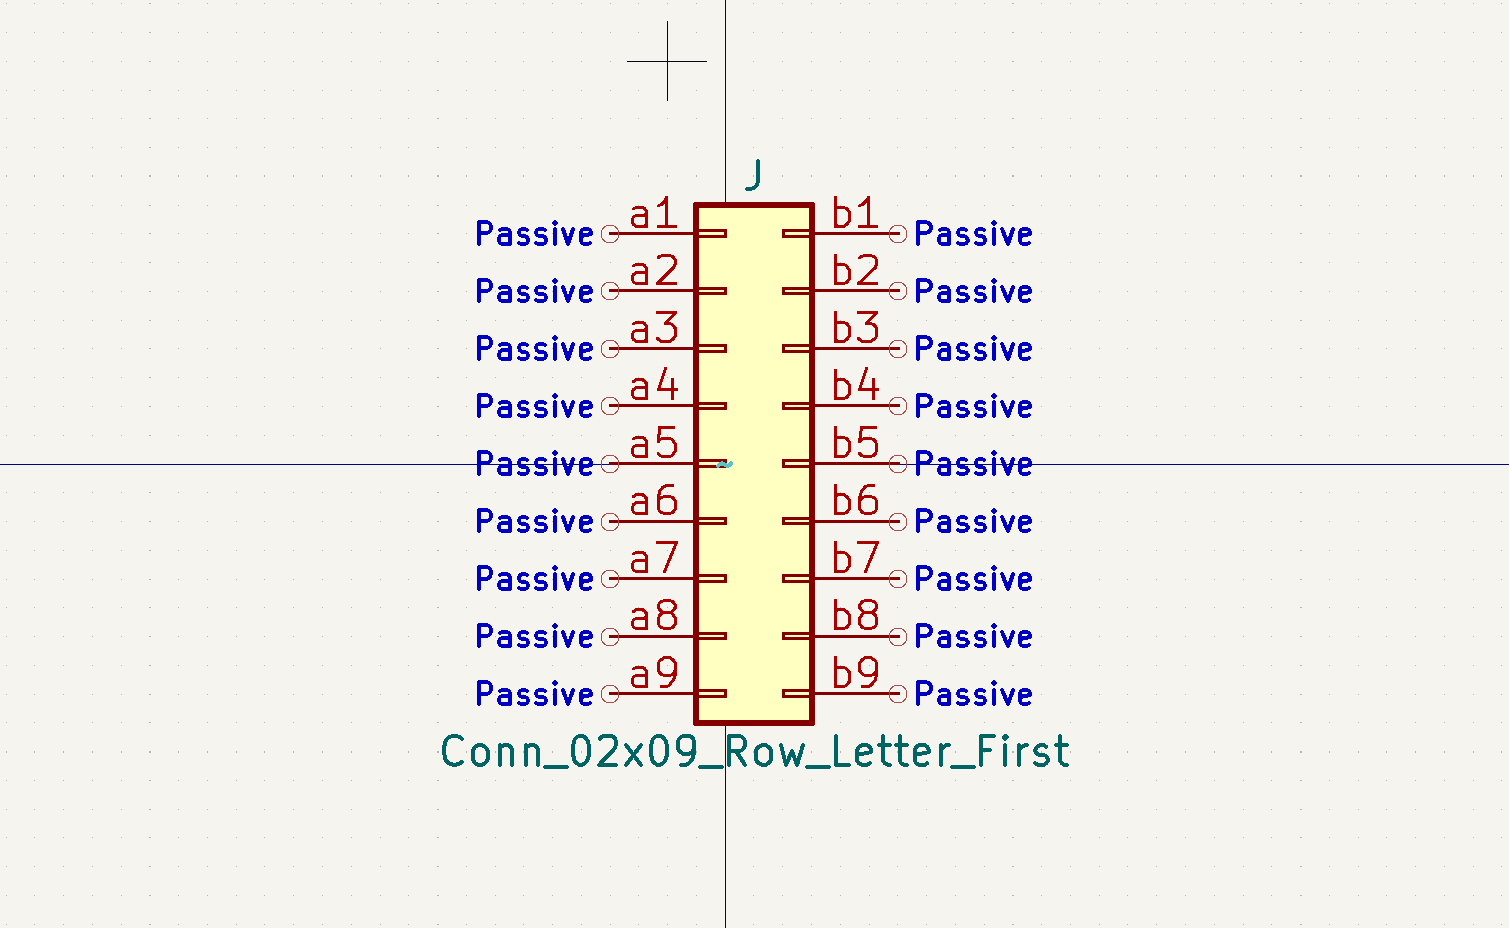 J
Passive a1 b1 Passive
Passive a2 b2 Passive
Passive a3 b3 Passive
Passive a4 b4 Passive
Passive a5 ~ b5 Passive
Passive a6 b6 Passive
Passive a7 b7 Passive
Passive a8 b8 Passive
Passive a9 b9 Passive
Conn_02x09_Row_Letter_First